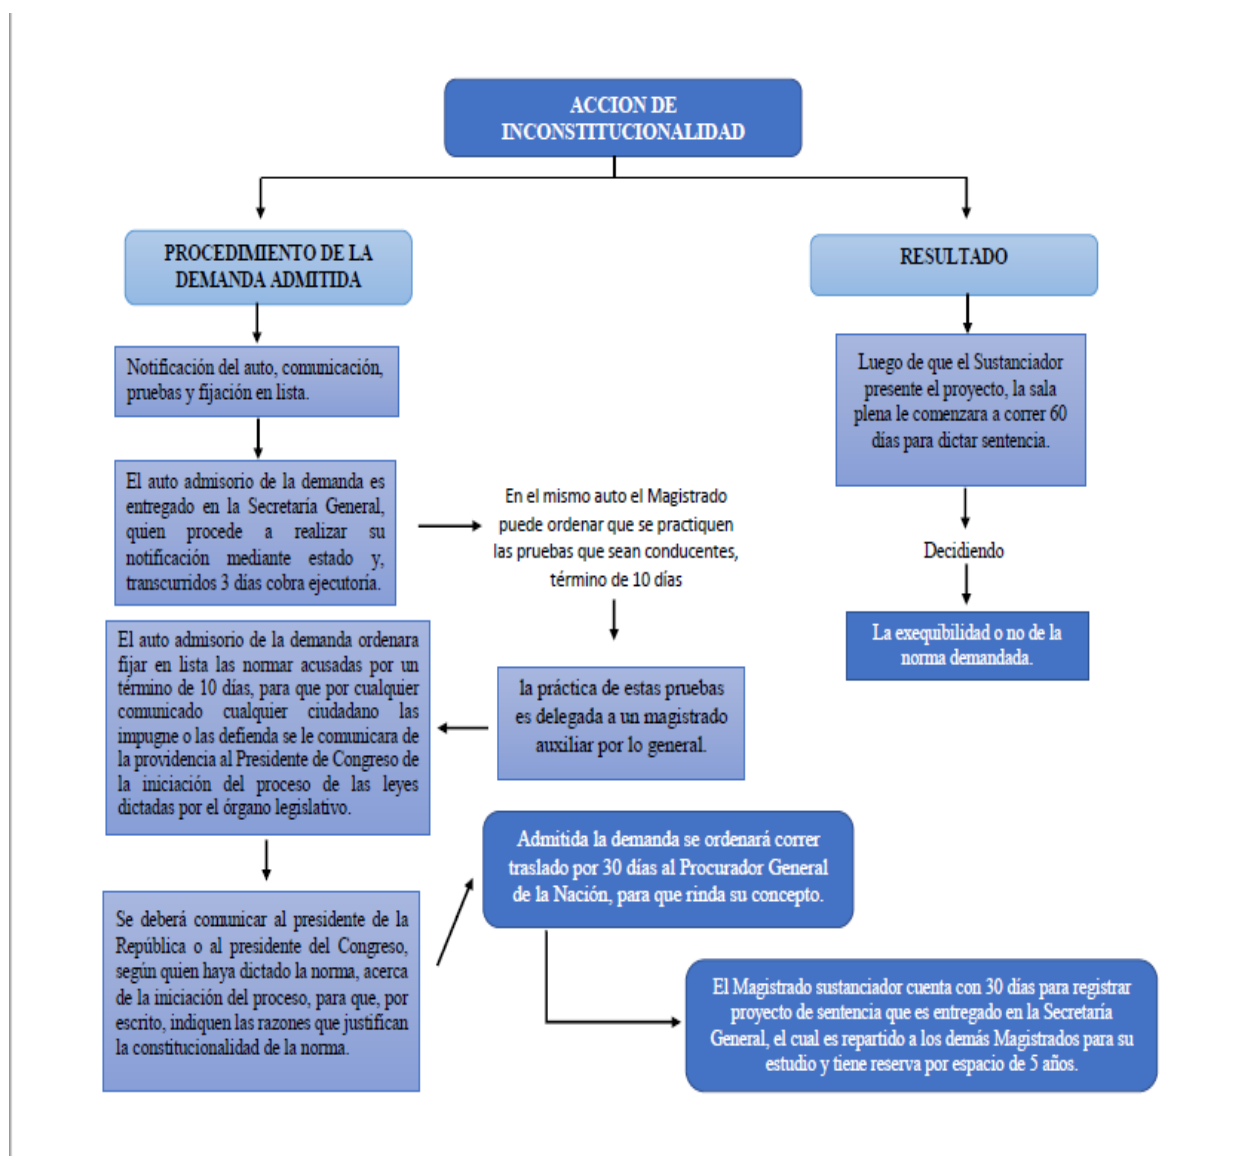 ACCION DE
INCONSTITUCIONALIDAD
PROCEDIMIENTO DE LA
DEMANDA ADMITIDA
Notificación del auto, comunicación,
pruebas y fijación en lista.
El auto admisorio de la demanda es
entregado en la Secretaría General,
quien procede a realizar su
notificación mediante estado y,
transcurridos 3 días cobra ejecutoría.
En el mismo auto el Magistrado
puede ordenar que se practiquen
las pruebas que sean conducentes,
término de 10 días
la práctica de estas pruebas
es delegada a un magistrado
auxiliar por lo general.
El auto admisorio de la demanda ordenara
fijar en lista las normar acusadas por un
término de 10 días, para que por cualquier
comunicado cualquier ciudadano las
impugne o las defienda se le comunicara de
la providencia al Presidente de Congreso de
la iniciación del proceso de las leyes
dictadas por el órgano legislativo.
Se deberá comunicar al presidente de la
República o al presidente del Congreso,
según quien haya dictado la norma, acerca
de la iniciación del proceso, para que, por
escrito, indiquen las razones que justifican
la constitucionalidad de la norma.
Admitida la demanda se ordenará correr
traslado por 30 días al Procurador General
de la Nación, para que rinda su concepto.
El Magistrado sustanciador cuenta con 30 días para registrar
proyecto de sentencia que es entregado en la Secretaría
General, el cual es repartido a los demás Magistrados para su
estudio y tiene reserva por espacio de 5 años.
RESULTADO
Luego de que el Sustanciador
presente el proyecto, la sala
plena le comenzara a correr 60
días para dictar sentencia.
Decidiendo
La exequibilidad o no de la
norma demandada.